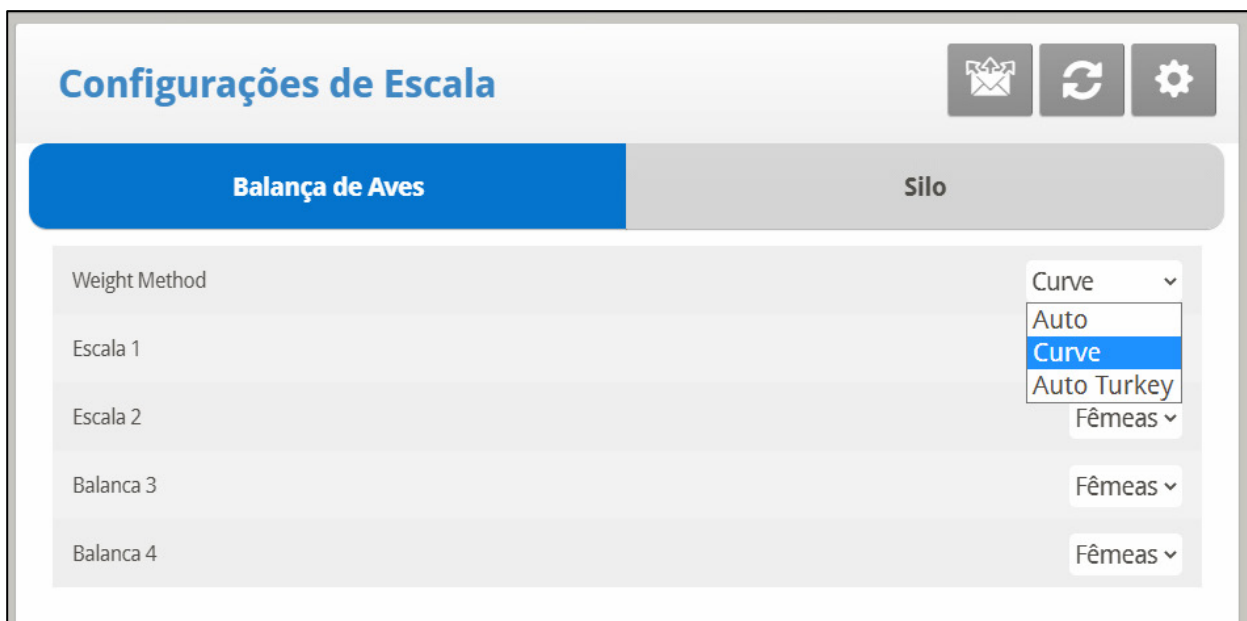 Configurações de Escala
Balança de Aves Silo
Weight Method Curve
Auto
Escala 1 Curve
Auto Turkey
Escala 2 Fêmeas
Balanca 3 Fêmeas
Balanca 4 Fêmeas